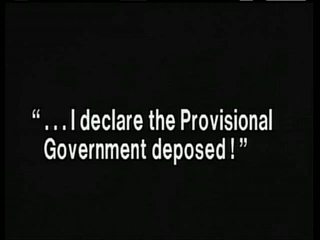 “...I declare the Provisional
Government deposed!”